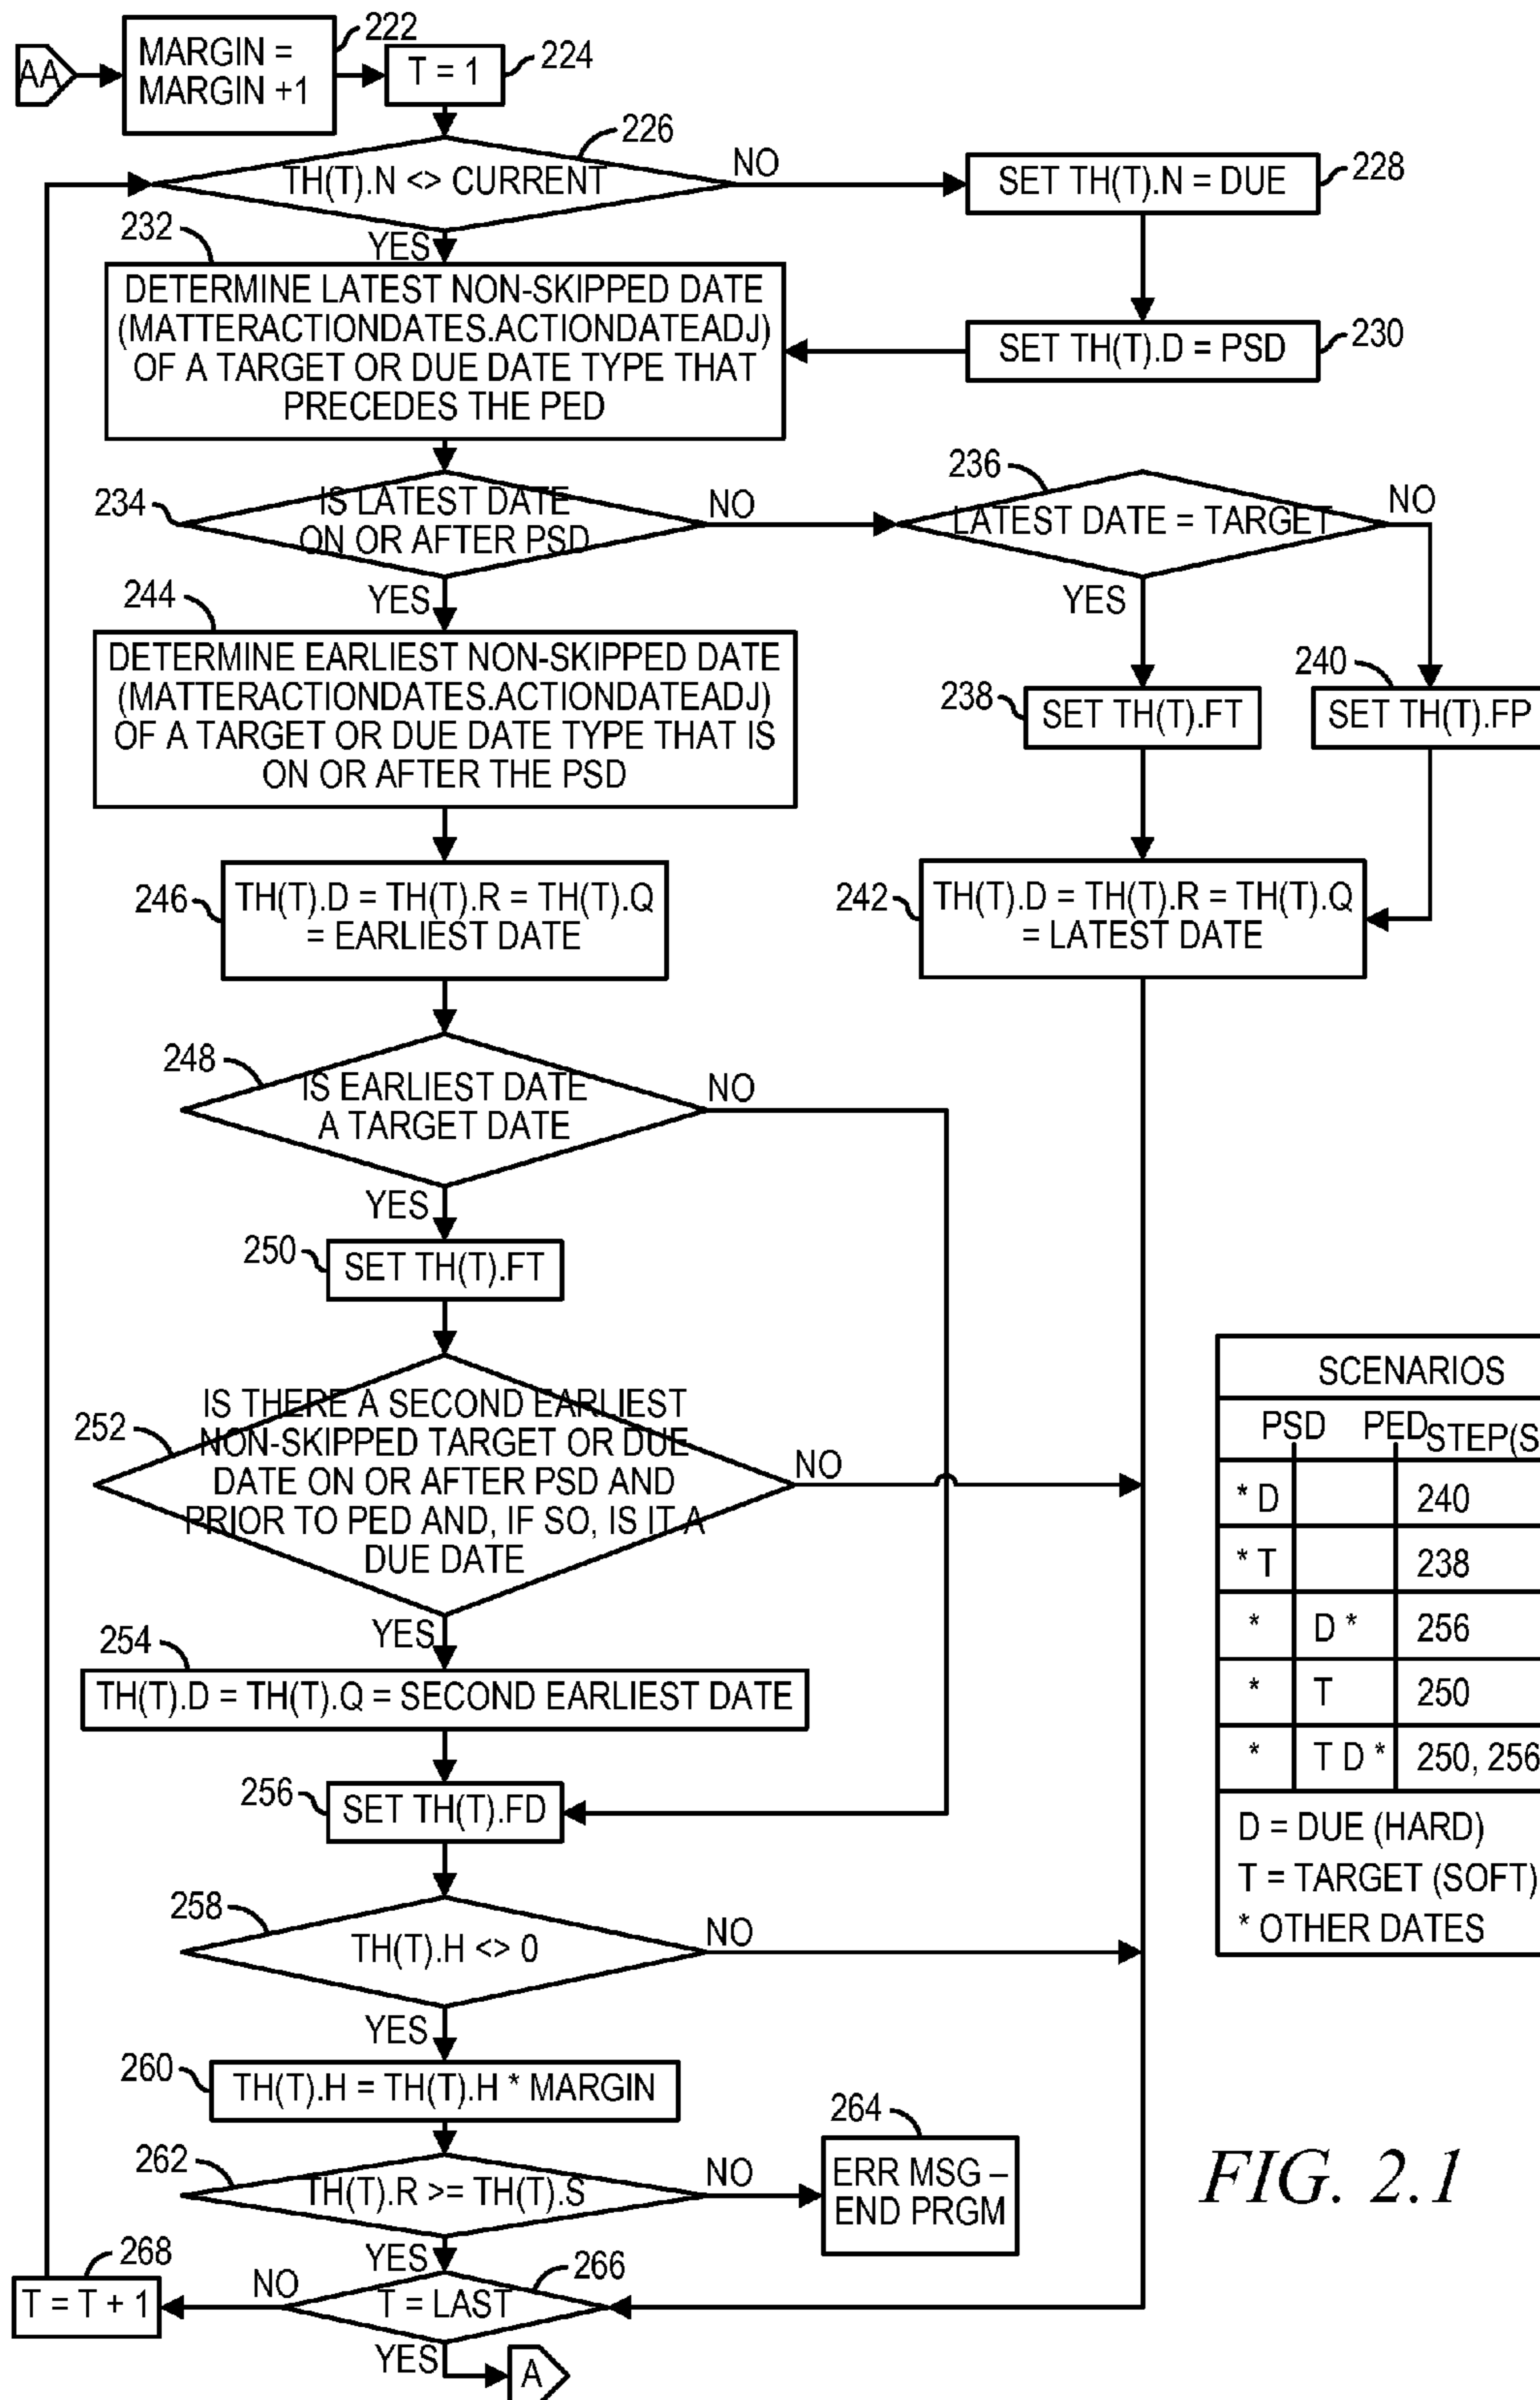 AA
MARGIN =
MARGIN +1
222
T = 1
224
226
TH(T).N <> CURRENT
NO
YES
SET TH(T).N = DUE
228
232
DETERMINE LATEST NON-SKIPPED DATE
(MATTERACTIONDATES.ACTIONDATEADJ)
OF A TARGET OR DUE DATE TYPE THAT
PRECEDES THE PED
SET TH(T).D = PSD
230
234
IS LATEST DATE
ON OR AFTER PSD
NO
YES
236
LATEST DATE = TARGET
NO
YES
244
DETERMINE EARLIEST NON-SKIPPED DATE
(MATTERACTIONDATES.ACTIONDATEADJ)
OF A TARGET OR DUE DATE TYPE THAT IS
ON OR AFTER THE PSD
238
SET TH(T).FT
240
SET TH(T).FP
246
TH(T).D = TH(T).R = TH(T).Q
= EARLIEST DATE
242
TH(T).D = TH(T).R = TH(T).Q
= LATEST DATE
248
IS EARLIEST DATE
A TARGET DATE
NO
YES
250
SET TH(T).FT
252
IS THERE A SECOND EARLIEST
NON-SKIPPED TARGET OR DUE
DATE ON OR AFTER PSD AND
PRIOR TO PED AND, IF SO, IS IT A
DUE DATE
NO
YES
254
TH(T).D = TH(T).Q = SECOND EARLIEST DATE
256
SET TH(T).FD
258
TH(T).H <> 0
NO
YES
260
TH(T).H = TH(T).H * MARGIN
262
TH(T).R >= TH(T).S
NO
YES
264
ERR MSG –
END PRGM
266
T = LAST
NO
YES
268
T = T + 1
A
SCENARIOS
PSD PED STEP(S
* D 240
* T 238
* D * 256
* T 250
* T D * 250, 256
D = DUE (HARD)
T = TARGET (SOFT)
* OTHER DATES
FIG. 2.1